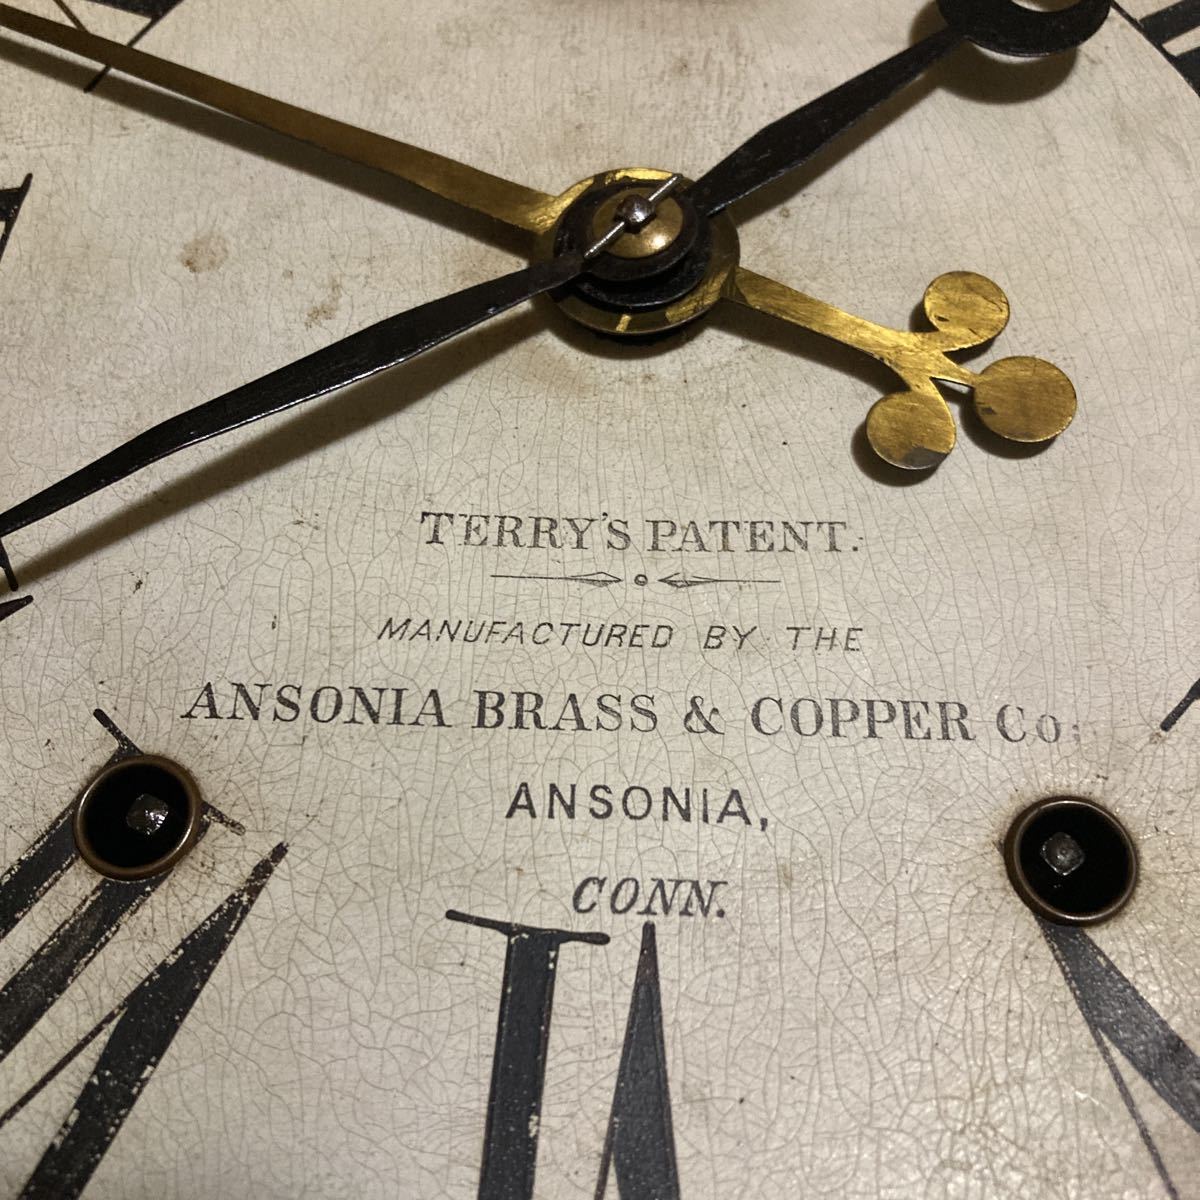 TERRY'S PATENT.
MANUFACTURED BY THE
ANSONIA BRASS & COPPER Co:
ANSONIA,
CONN.